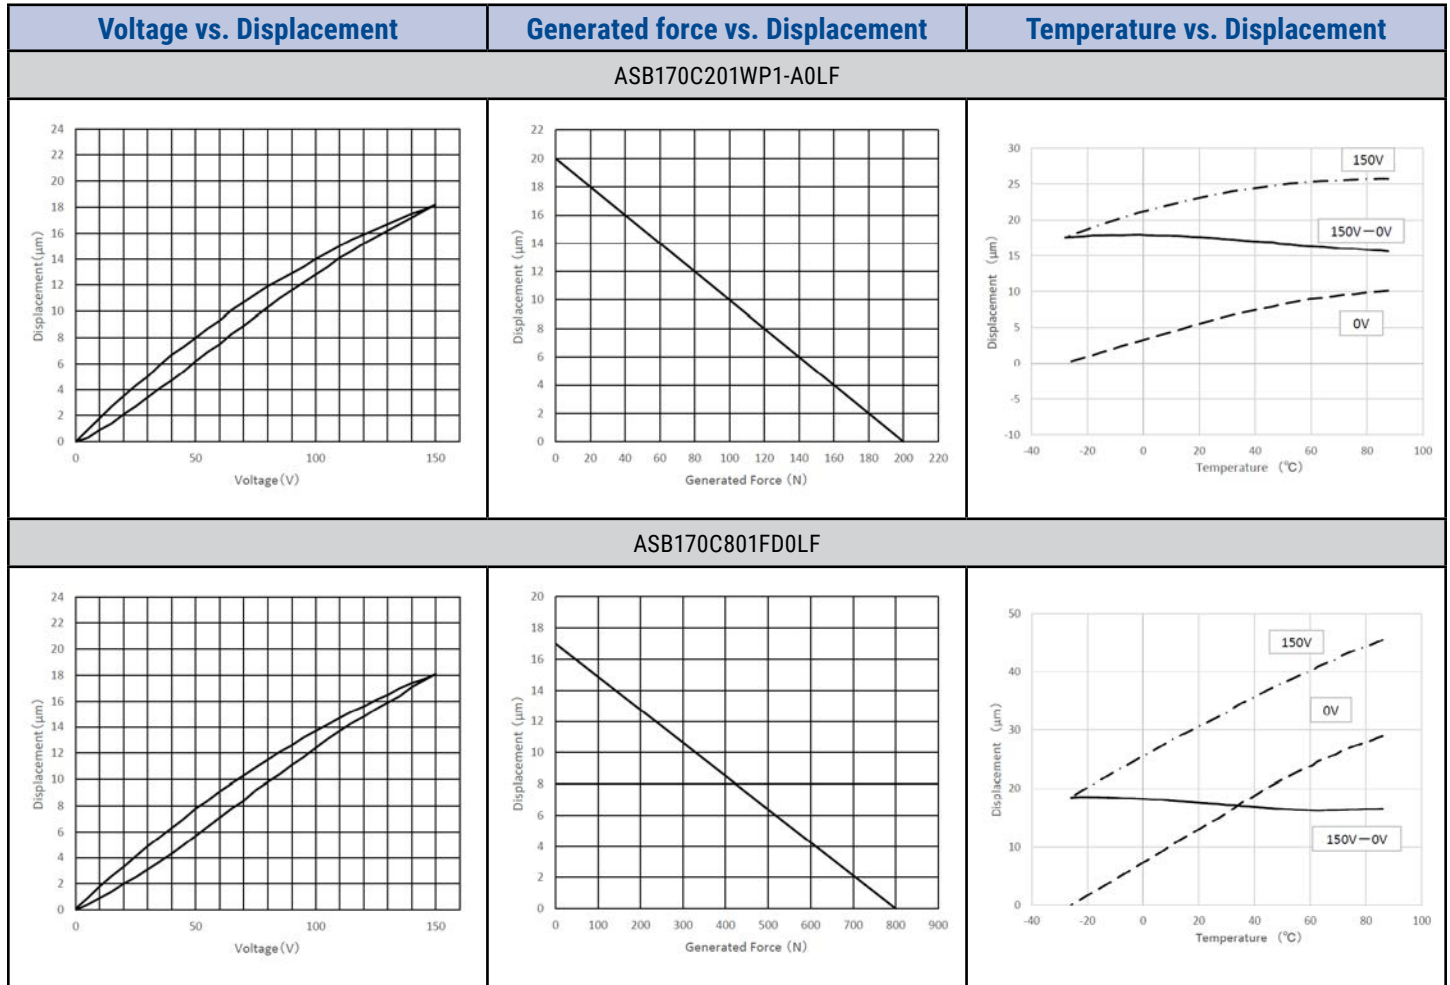 Voltage vs. Displacement
Generated force vs. Displacement
Temperature vs. Displacement
ASB170C201WP1-A0LF
24
22
20
18
16
14
12
10
8
6
4
2
0
Displacement(μm)
0 50 100 150
Voltage(V)
22
20
18
16
14
12
10
8
6
4
2
0
Displacement (μm)
0 20 40 60 80 100 120 140 160 180 200 220
Generated Force (N)
30
25
20
15
10
5
0
-5
-10
Displacement (μm)
150V
150V－0V
0V
-40 -20 0 20 40 60 80 100
Temperature (℃)
ASB170C801FD0LF
24
22
20
18
16
14
12
10
8
6
4
2
0
Displacement(μm)
0 50 100 150
Voltage(V)
20
18
16
14
12
10
8
6
4
2
0
Displacement (μm)
0 100 200 300 400 500 600 700 800 900
Generated Force (N)
50
40
30
20
10
0
Displacement (μm)
150V
0V
150V－0V
-40 -20 0 20 40 60 80 100
Temperature (℃)